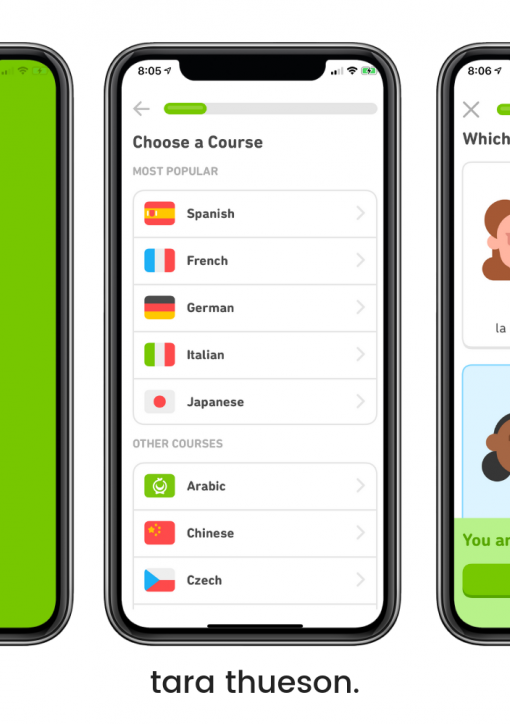 8:05
Choose a Course
MOST POPULAR
Spanish
French
German
Italian
Japanese
OTHER COURSES
Arabic
Chinese
Czech
8:06
Which
la
You ar
tara thueson.